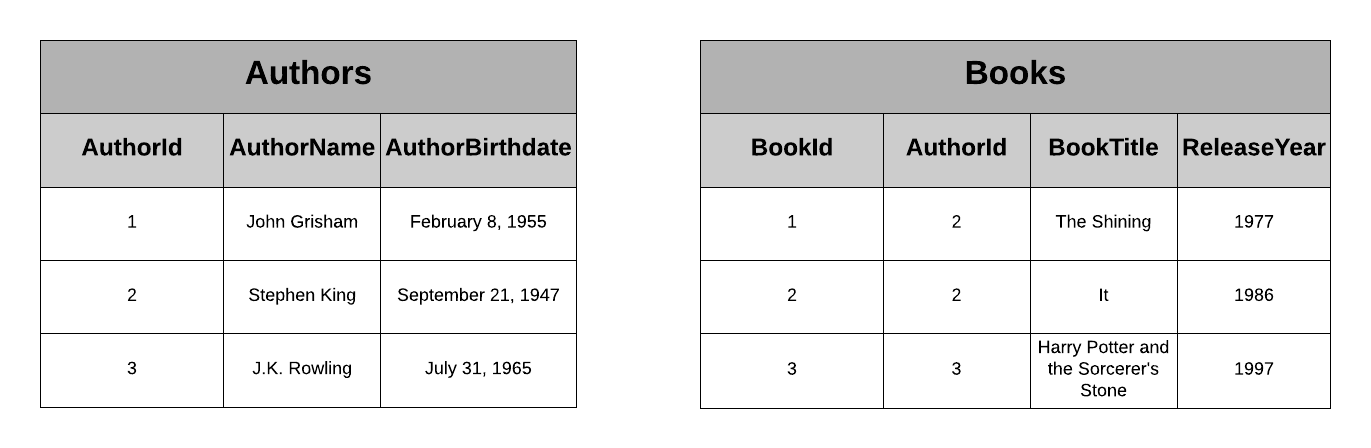 Authors
AuthorId AuthorName AuthorBirthdate
1 John Grisham February 8, 1955
2 Stephen King September 21, 1947
3 J.K. Rowling July 31, 1965
Books
BookId AuthorId BookTitle ReleaseYear
1 2 The Shining 1977
2 2 It 1986
3 3 Harry Potter and
the Sorcerer's
Stone
1997